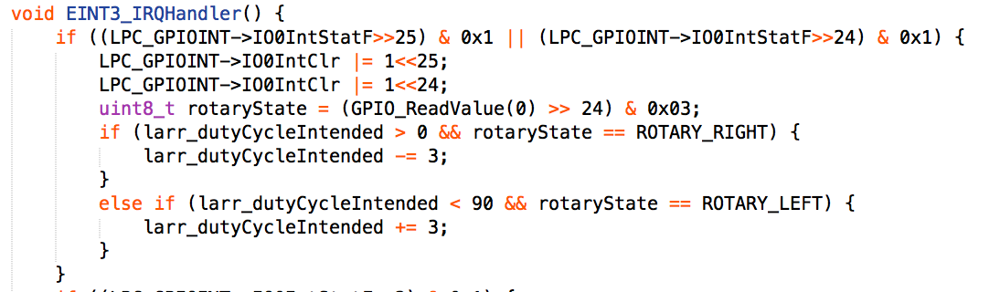 void EINT3_IRQHandler() {
if ((LPC_GPIOINT->IO0IntStatF>>25) & 0x1 || (LPC_GPIOINT->IO0IntStatF>>24) & 0x1) {
LPC_GPIOINT->IO0IntClr |= 1<<25;
LPC_GPIOINT->IO0IntClr |= 1<<24;
uint8_t rotaryState = (GPIO_ReadValue(0) >> 24) & 0x03;
if (larr_dutyCycleIntended > 0 && rotaryState == ROTARY_RIGHT) {
larr_dutyCycleIntended -= 3;
}
else if (larr_dutyCycleIntended < 90 && rotaryState == ROTARY_LEFT) {
larr_dutyCycleIntended += 3;
}
}